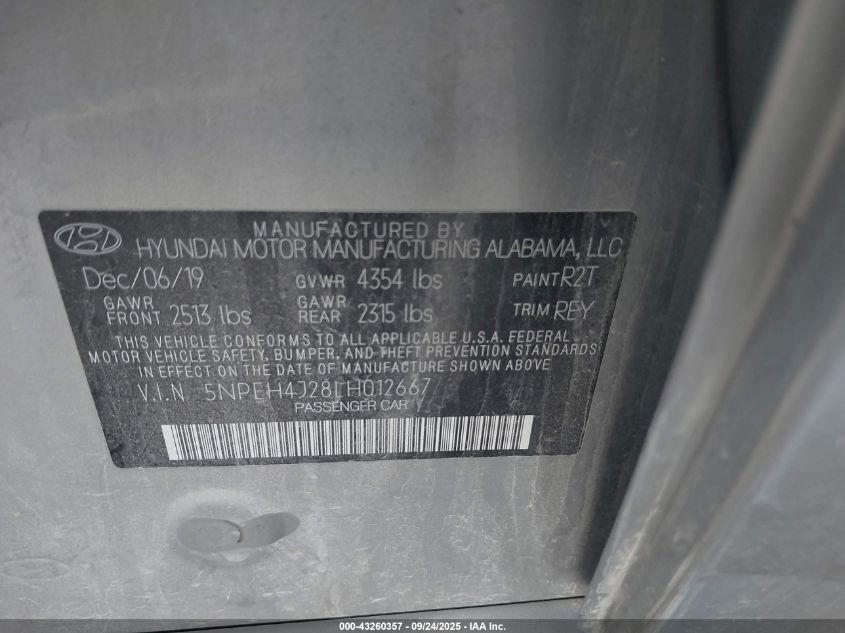 MANUFACTURED BY
HYUNDAI MOTOR MANUFACTURING ALABAMA, LLC
Dec/06/19 GVWR 4354 lbs PAINT R2T
GAWR FRONT 2513 lbs GAWR REAR 2315 lbs TRIM REY
THIS VEHICLE CONFORMS TO ALL APPLICABLE U.S.A. FEDERAL
MOTOR VEHICLE SAFETY, BUMPER, AND THEFT PREVENTION STANDARDS
IN EFFECT ON THE DATE OF MANUFACTURE SHOWN ABOVE
V.I.N 5NPEH4J28LH012667
PASSENGER CAR
000-43260357 - 09/24/2025 - IAA Inc.